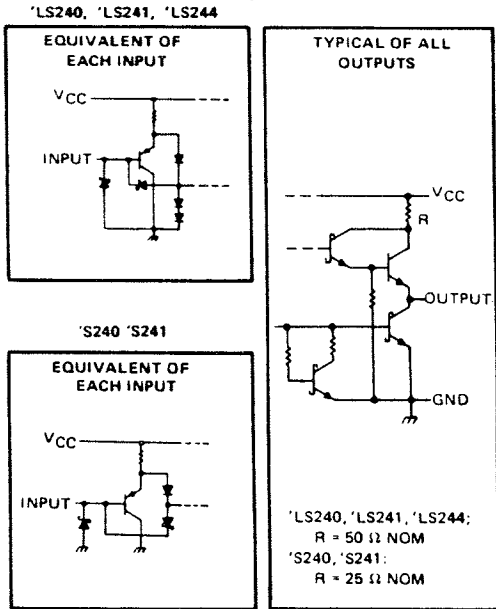 'LS240, 'LS241, 'LS244
EQUIVALENT OF
EACH INPUT
VCC
INPUT
'S240 'S241
EQUIVALENT OF
EACH INPUT
VCC
INPUT
TYPICAL OF ALL
OUTPUTS
VCC
R
OUTPUT
GND
'LS240, 'LS241, 'LS244:
R = 50 Ω NOM
'S240, 'S241:
R = 25 Ω NOM